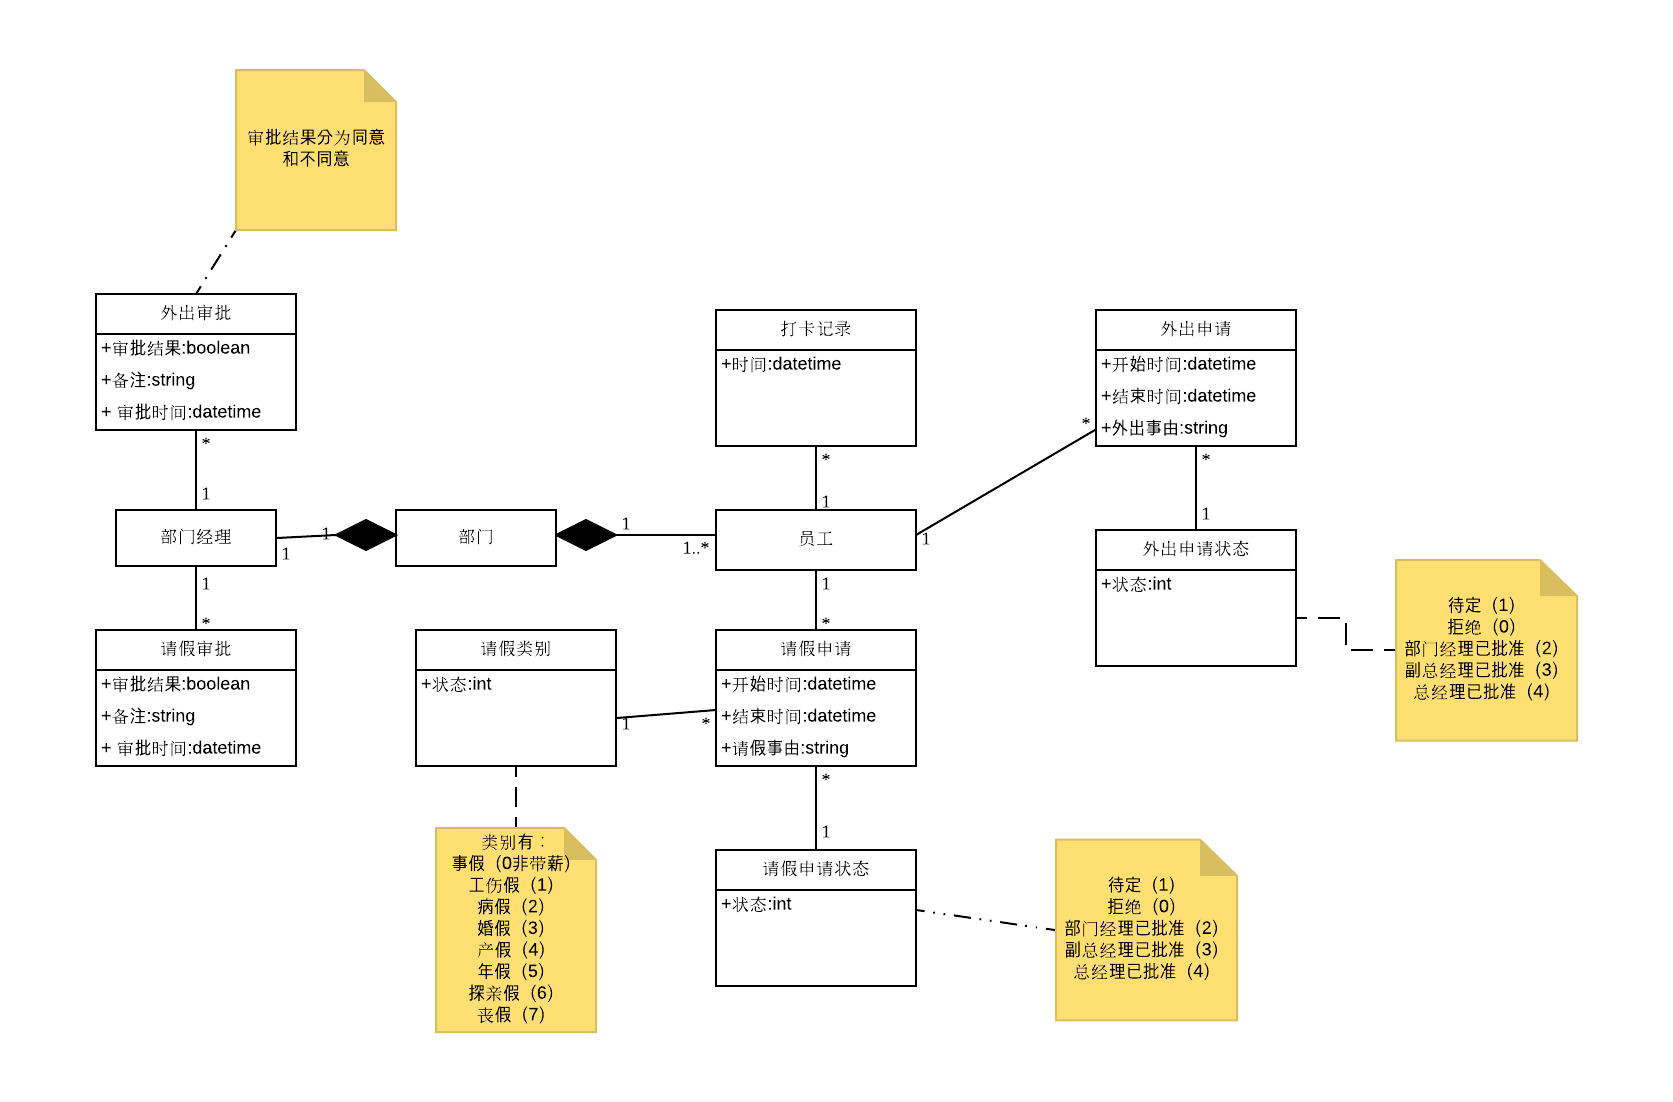 审批结果分为同意
和不同意
外出审批
+审批结果:boolean
+备注:string
+ 审批时间:datetime
*
1
部门经理
1
1
部门
1
1..*
员工
1
打卡记录
+时间:datetime
*
1
外出申请
+开始时间:datetime
+结束时间:datetime
+外出事由:string
*
*
1
外出申请状态
+状态:int
待定（1）
拒绝（0）
部门经理已批准（2）
副总经理已批准（3）
总经理已批准（4）
1
*
请假审批
+审批结果:boolean
+备注:string
+ 审批时间:datetime
请假类别
+状态:int
1
*
1
*
请假申请
+开始时间:datetime
+结束时间:datetime
+请假事由:string
*
1
类别有：
事假（0非带薪）
工伤假（1）
病假（2）
婚假（3）
产假（4）
年假（5）
探亲假（6）
丧假（7）
请假申请状态
+状态:int
待定（1）
拒绝（0）
部门经理已批准（2）
副总经理已批准（3）
总经理已批准（4）